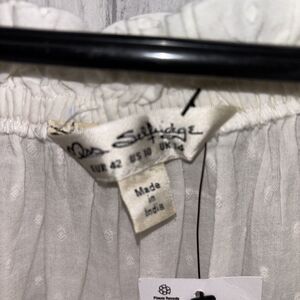 Miss Selfridge
EUR 42 US 10 UK 14
Made
in
India